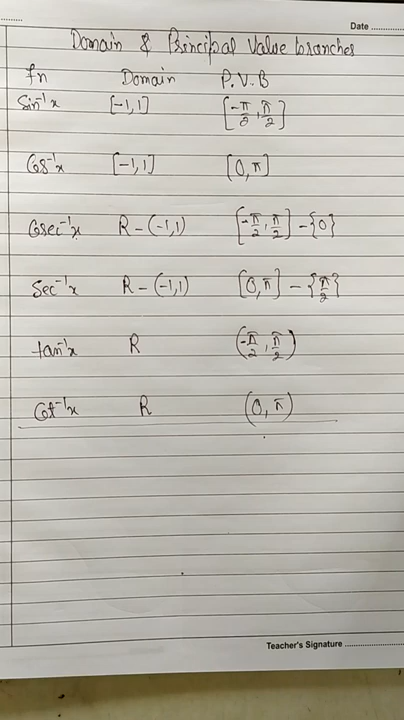 Date
Domain & Principal Value branches
fn Domain P.V.B
Sin⁻¹x [-1,1] [-π/2, π/2]
Cos⁻¹x [-1,1] [0,π]
Cosec⁻¹x R-(-1,1) [-π/2, π/2]-{0}
Sec⁻¹x R-(-1,1) [0,π]-{π/2}
tan⁻¹x R (-π/2, π/2)
Cot⁻¹x R (0,π)
Teacher's Signature